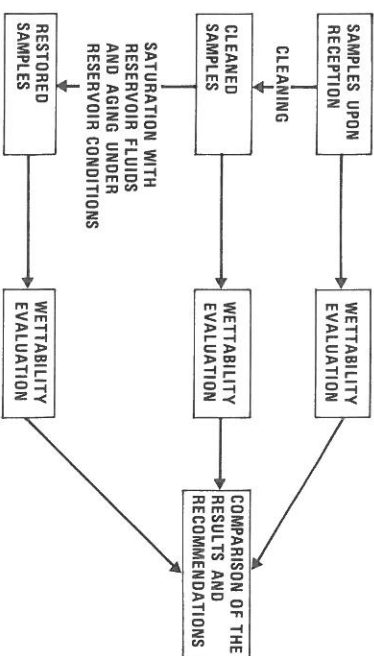 SAMPLES UPON
RECEPTION
WETTABILITY
EVALUATION
CLEANING
CLEANED
SAMPLES
WETTABILITY
EVALUATION
COMPARISON OF THE
RESULTS AND
RECOMMENDATIONS
SATURATION WITH
RESERVOIR FLUIDS
AND AGING UNDER
RESERVOIR CONDITIONS
RESTORED
SAMPLES
WETTABILITY
EVALUATION